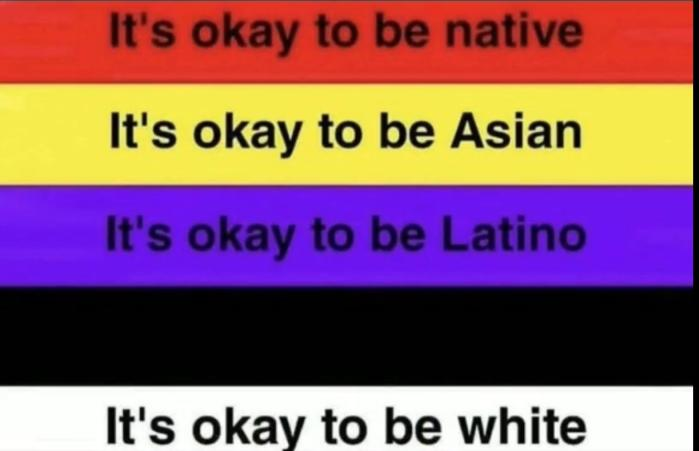 It's okay to be native
It's okay to be Asian
It's okay to be Latino
It's okay to be white